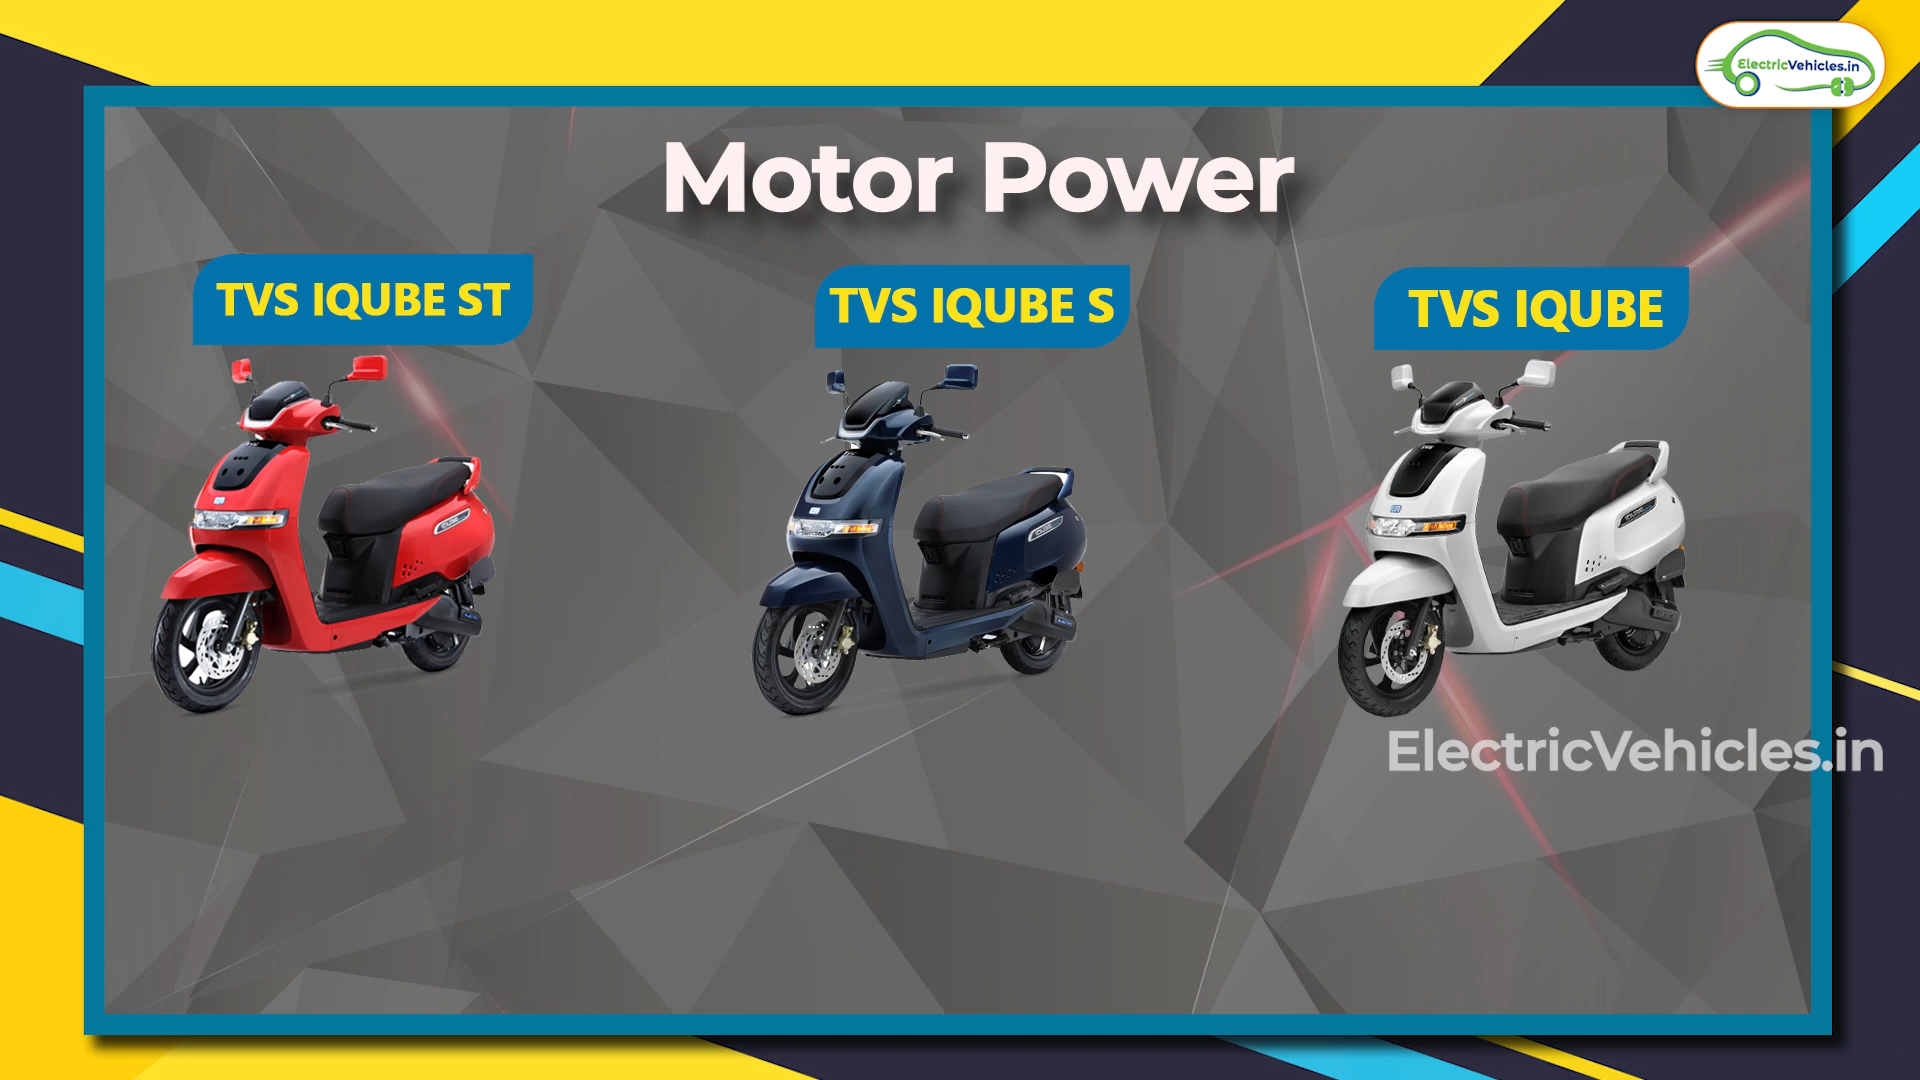 ElectricVehicles.in
Motor Power
TVS IQUBE ST
TVS IQUBE S
TVS IQUBE
ElectricVehicles.in